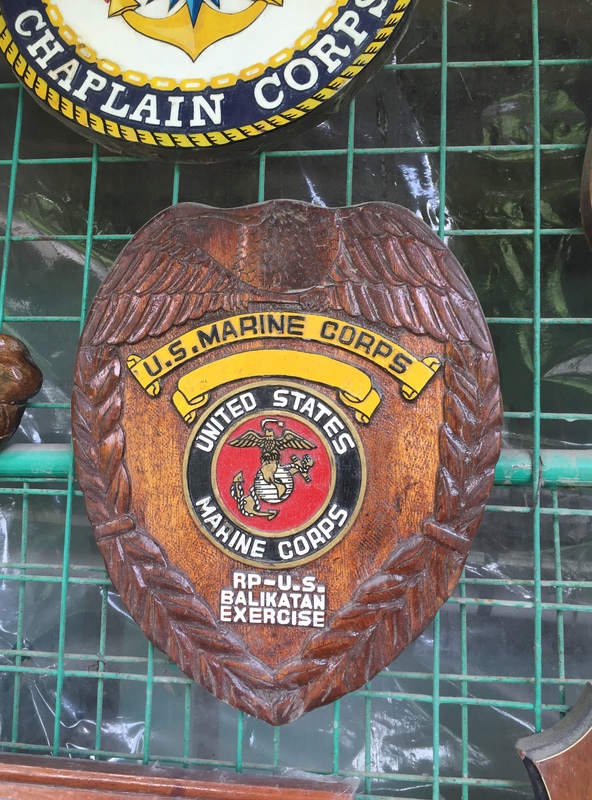 CHAPLAIN CORPS
U.S. MARINE CORPS
UNITED STATES
MARINE CORPS
RP-U.S.
BALIKATAN
EXERCISE